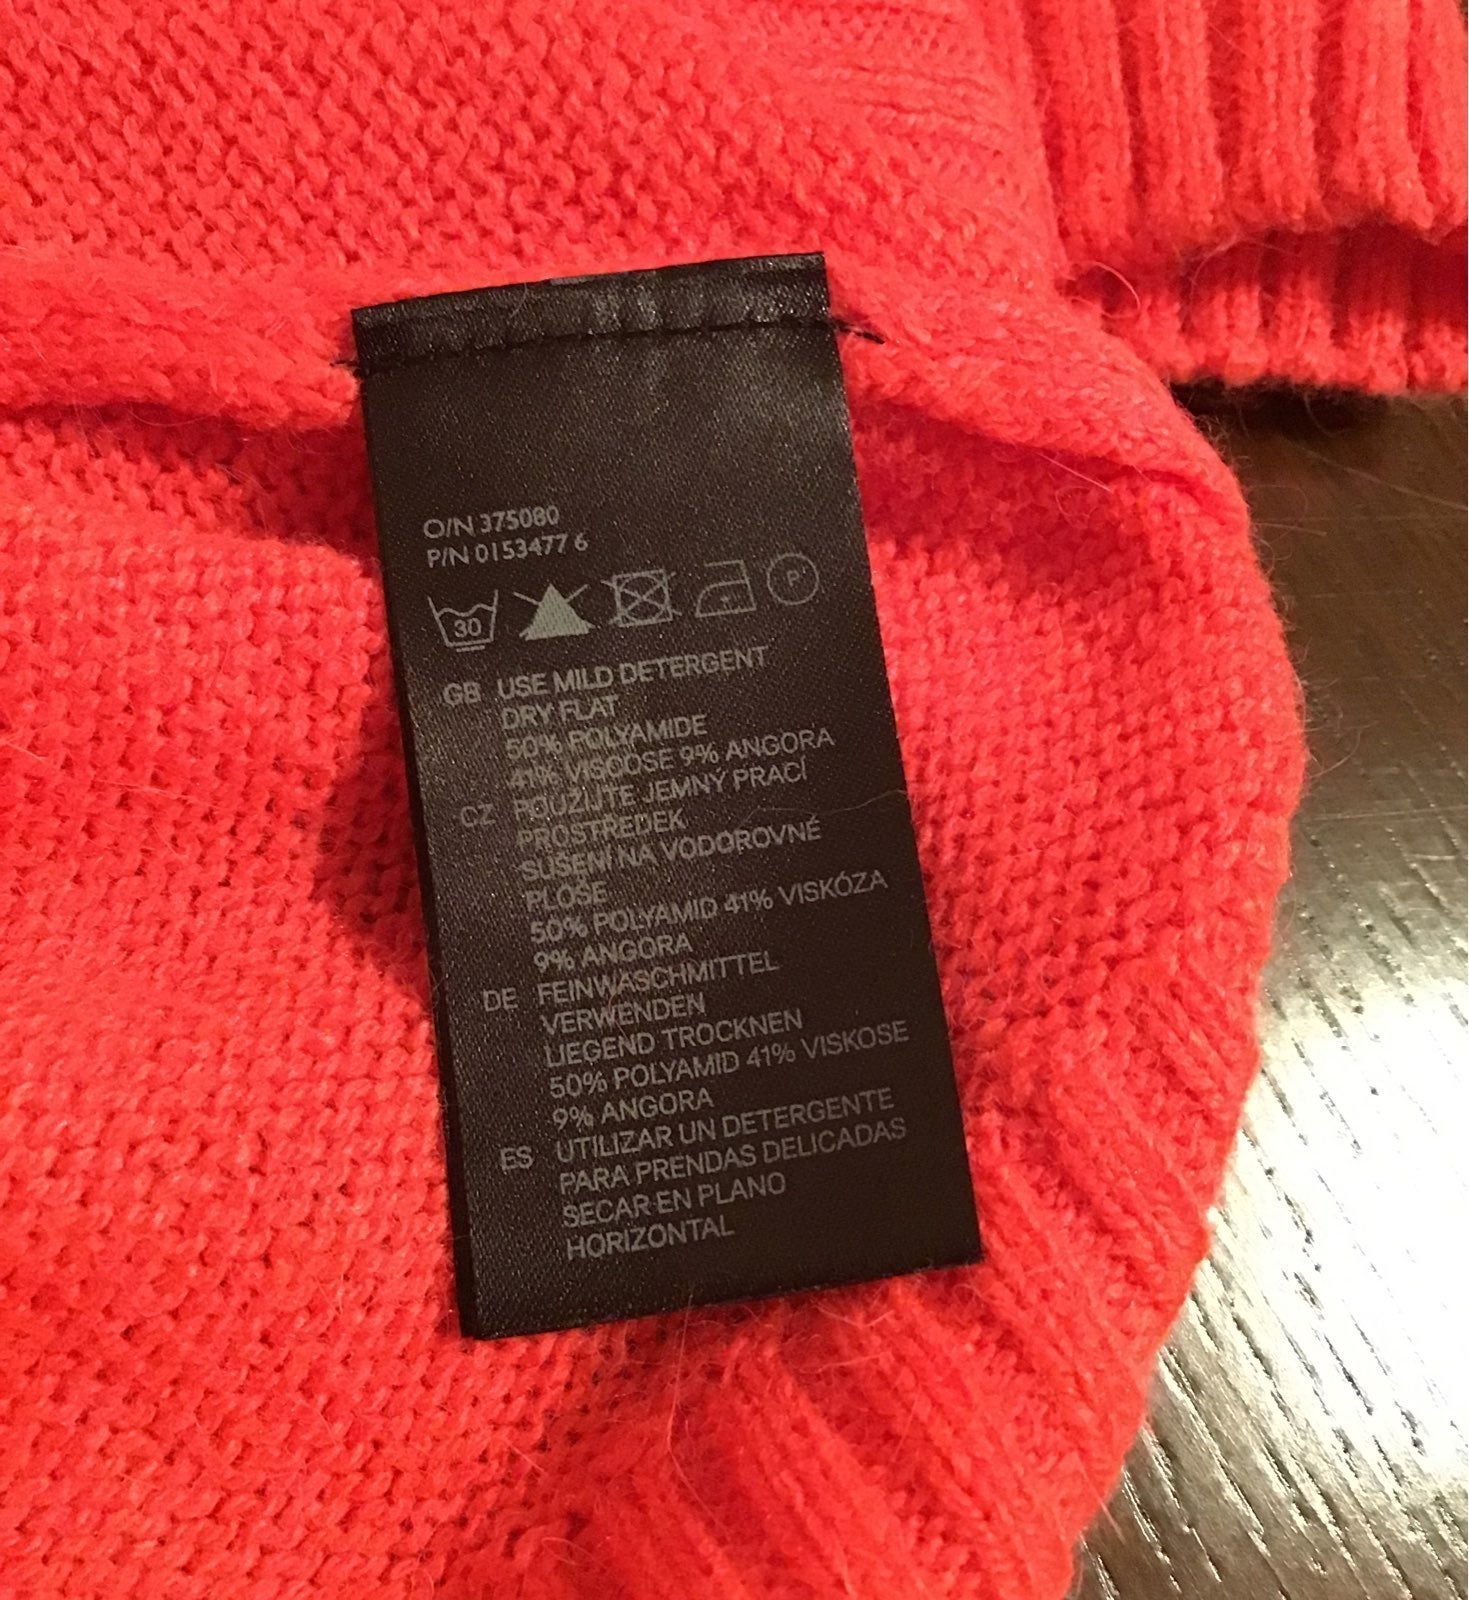 O/N 375080
P/N 0153477 6
30 P
GB USE MILD DETERGENT
DRY FLAT
50% POLYAMIDE
41% VISCOSE 9% ANGORA
CZ POUŽIJTE JEMNÝ PRACÍ
PROSTŘEDEK
SUŠENÍ NA VODOROVNÉ
PLOŠE
50% POLYAMID 41% VISKÓZA
9% ANGORA
DE FEINWASCHMITTEL
VERWENDEN
LIEGEND TROCKNEN
50% POLYAMID 41% VISKOSE
9% ANGORA
ES UTILIZAR UN DETERGENTE
PARA PRENDAS DELICADAS
SECAR EN PLANO
HORIZONTAL